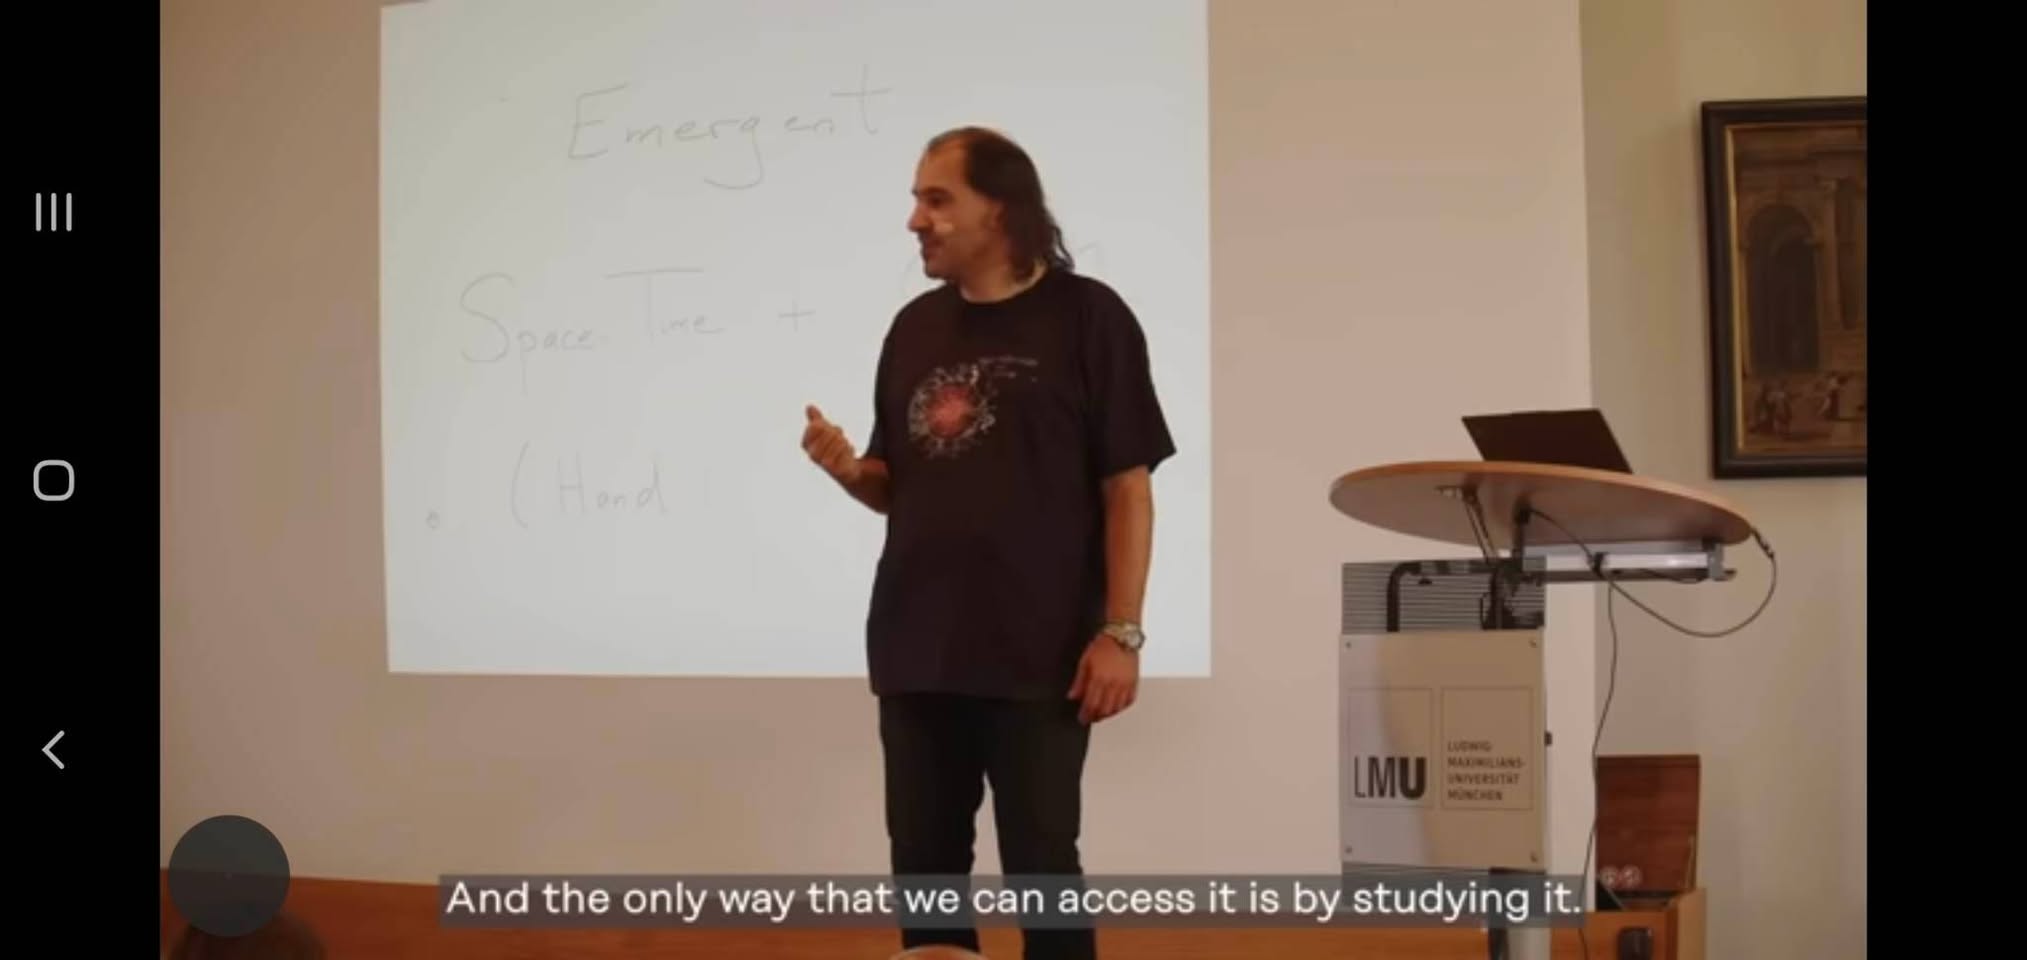 Emergent
Space-Time +
(Hand
LMU
LUDWIG-
MAXIMILIANS-
UNIVERSITÄT
MÜNCHEN
And the only way that we can access it is by studying it.